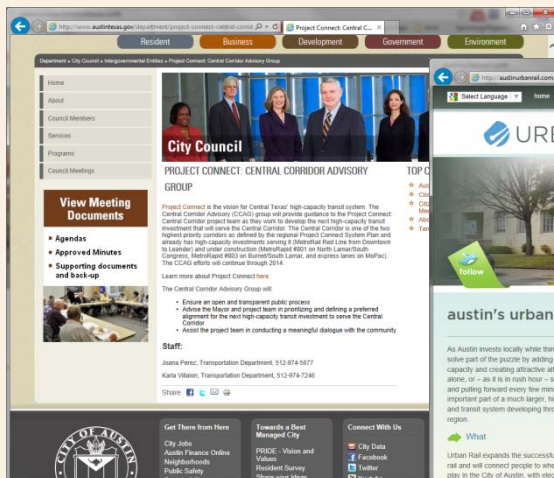 http://www.austintexas.gov/department/project-connect-central-corrid
Project Connect: Central C...
Resident
Business
Development
Government
Environment
Department » City Council » Intergovernmental Entities » Project Connect: Central Corridor Advisory Group
Home
About
Council Members
Services
Programs
Council Meetings
View Meeting
Documents
Agendas
Approved Minutes
Supporting documents
and back-up
City Council
PROJECT CONNECT: CENTRAL CORRIDOR ADVISORY
GROUP
Project Connect is the vision for Central Texas' high-capacity transit system. The
Central Corridor Advisory (CCAG) group will provide guidance to the Project Connect:
Central Corridor project team as they work to develop the next high-capacity transit
investment that will serve the Central Corridor. The Central Corridor is one of the two
highest priority corridors as defined by the regional Project Connect System Plan and
already has high-capacity investments serving it (MetroRail Red Line from Downtown
to Leander) and under construction (MetroRapid #801 on North Lamar/South
Congress, MetroRapid #803 on Burnet/South Lamar, and express lanes on MoPac).
The CCAG efforts will continue through 2014.
Learn more about Project Connect here.
The Central Corridor Advisory Group will:
Ensure an open and transparent public process
Advise the Mayor and project team in prioritizing and defining a preferred
alignment for the next high-capacity transit investment to serve the Central
Corridor
Assist the project team in conducting a meaningful dialogue with the community
Staff:
Joana Perez, Transportation Department, 512-974-5677
Karla Villalon, Transportation Department, 512-974-7246
Share
TOP C
CITY OF AUSTIN
Get There from Here
City Jobs
Austin Finance Online
Neighborhoods
Public Safety
Towards a Best
Managed City
PRIDE - Vision and
Values
Resident Survey
Share your Ideas
Connect With Us
City Data
Facebook
Twitter
http://austinurbanrail.com
Select Language
home
URB
follow
austin's urban
As Austin invests locally while
solve part of the puzzle by adding
capacity and creating attractive
alone, or – as it is in rush hour –
and pulling forward every few
important part of a much larger,
and transit system developing
region.
What
Urban Rail expands the
rail and will connect people to
play in the City of Austin, with